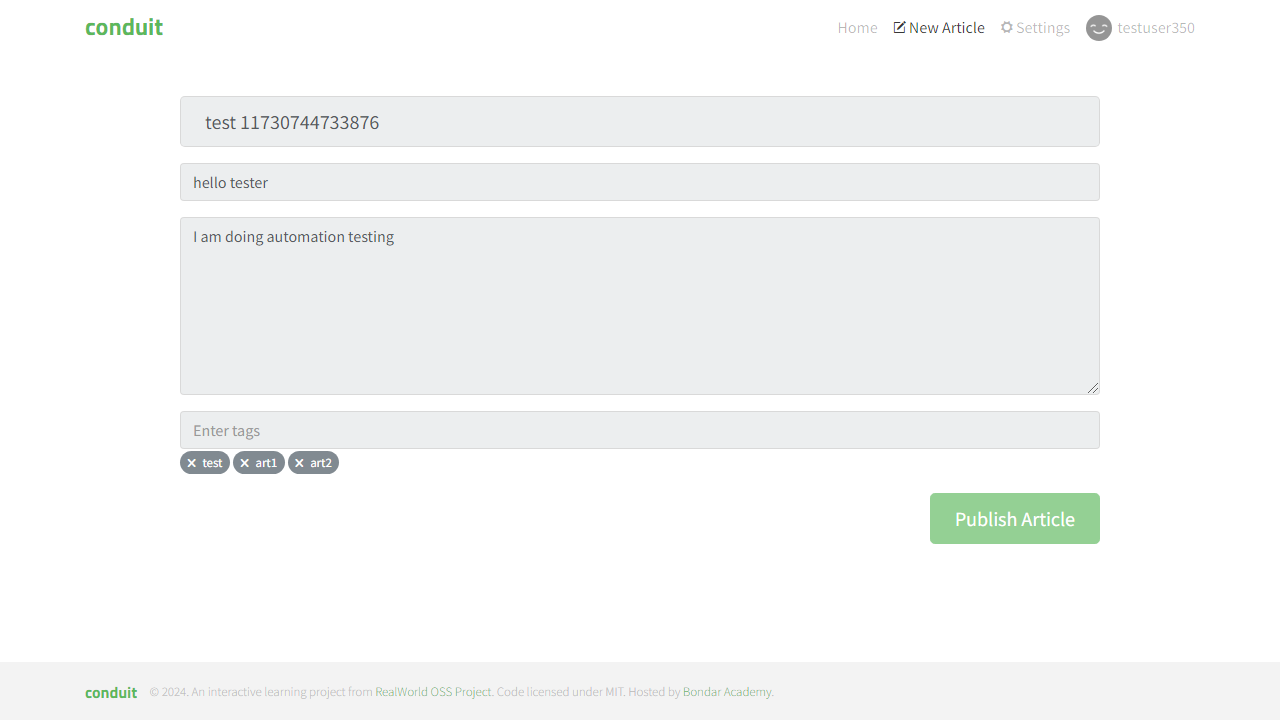 conduit
Home New Article Settings testuser350
test 11730744733876
hello tester
I am doing automation testing
Enter tags
× test × art1 × art2
Publish Article
conduit © 2024. An interactive learning project from RealWorld OSS Project. Code licensed under MIT. Hosted by Bondar Academy.